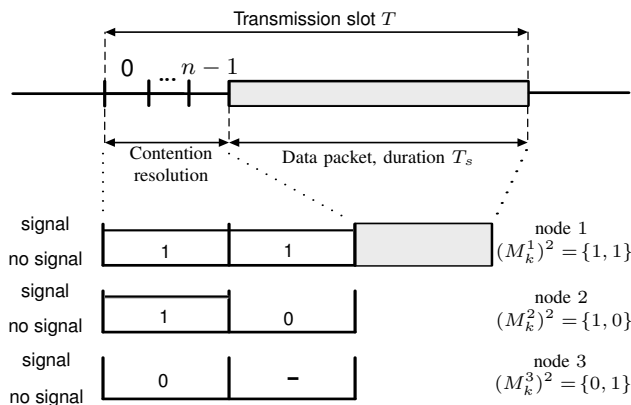 Transmission slot T
0 ... n − 1
Contention
resolution
Data packet, duration T_s
signal
no signal
1 1
node 1
(M_k^1)^2 = {1, 1}
signal
no signal
1 0
node 2
(M_k^2)^2 = {1, 0}
signal
no signal
0 –
node 3
(M_k^3)^2 = {0, 1}